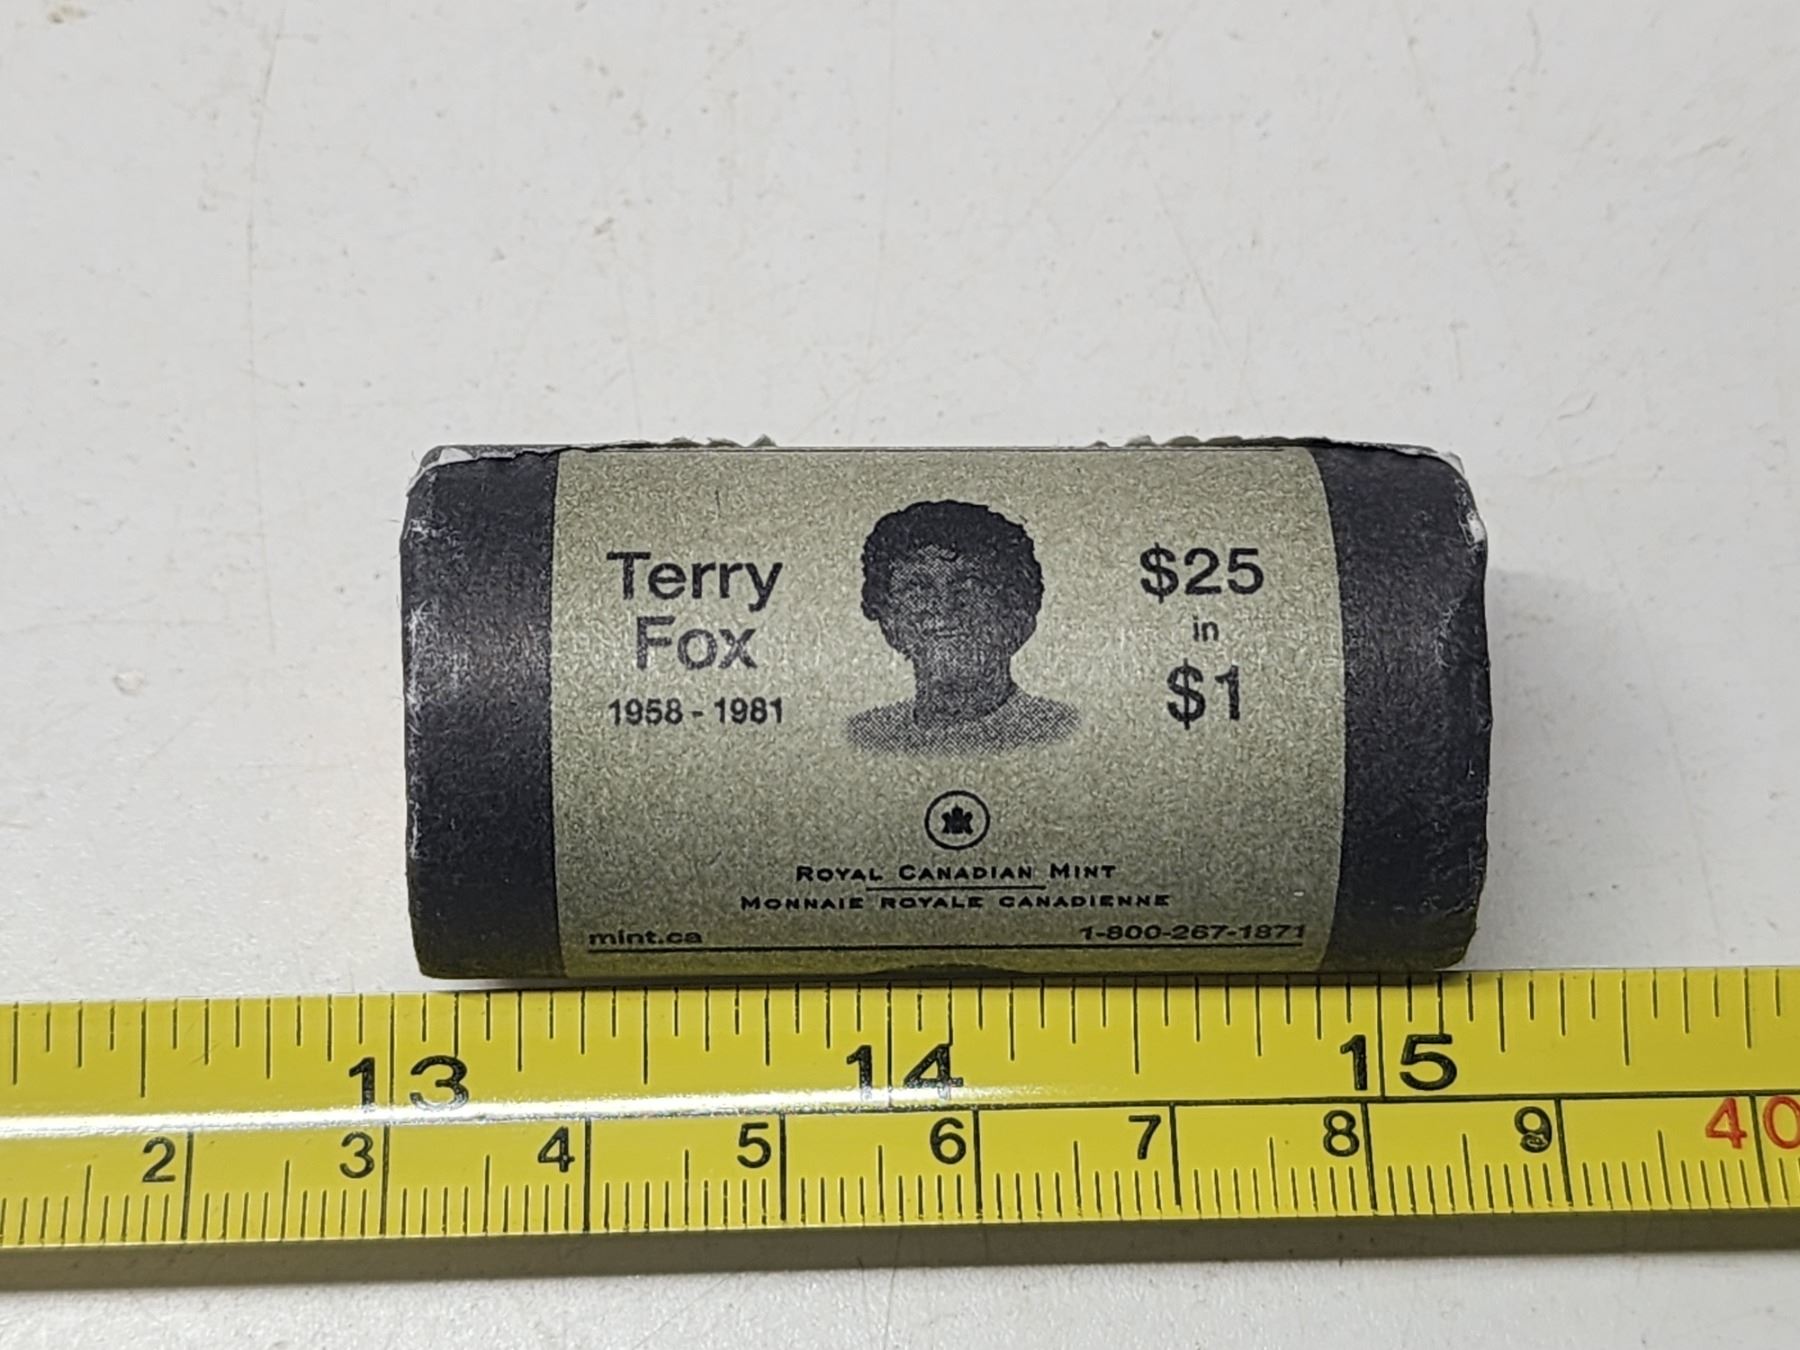 Terry
Fox
1958 - 1981
$25
in
$1
ROYAL CANADIAN MINT
MONNAIE ROYALE CANADIENNE
mint.ca 1-800-267-1871
13 14 15
2 3 4 5 6 7 8 9 40